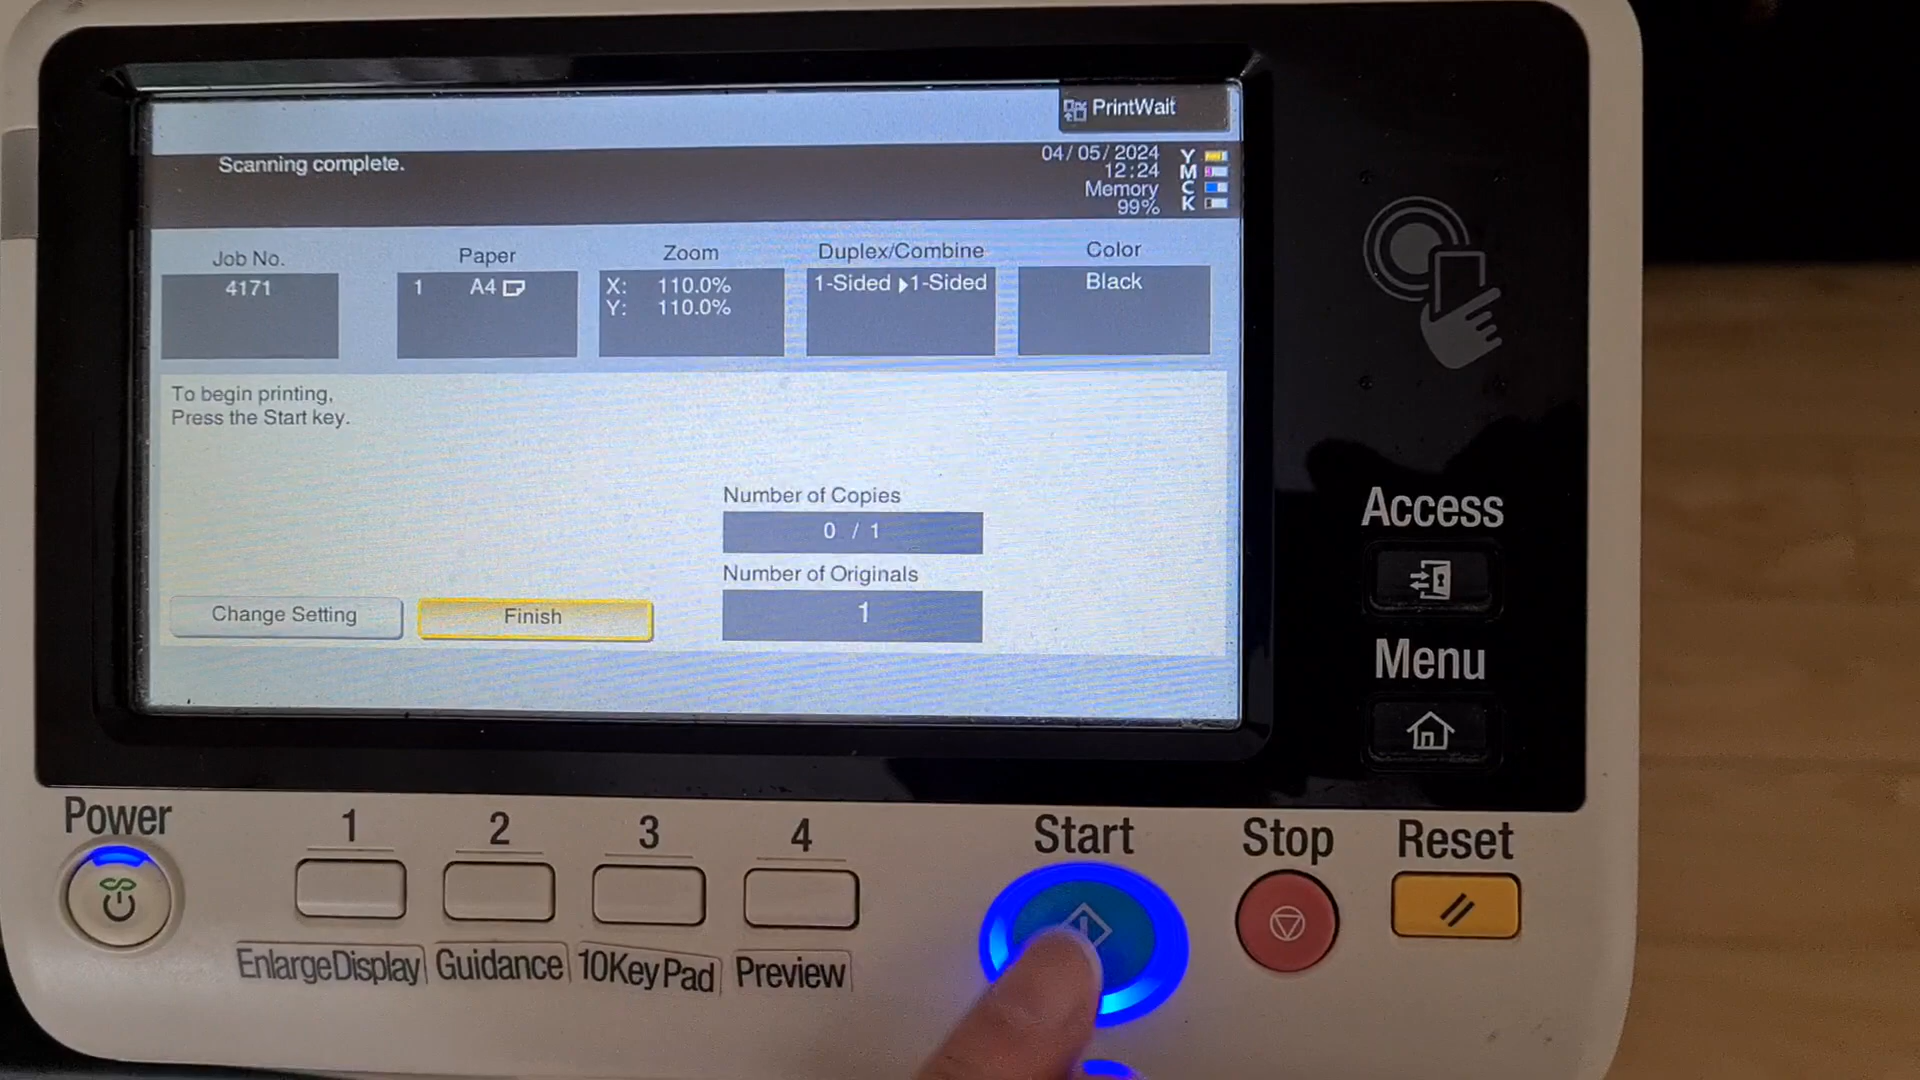 PrintWait
Scanning complete.
04/05/2024
12:24
Memory
99%
Y
M
C
K
Job No.
4171
Paper
1 A4
Zoom
X: 110.0%
Y: 110.0%
Duplex/Combine
1-Sided ▶1-Sided
Color
Black
To begin printing,
Press the Start key.
Number of Copies
0 / 1
Number of Originals
1
Change Setting
Finish
Access
Menu
Power
1
2
3
4
Start
Stop
Reset
EnlargeDisplay
Guidance
10KeyPad
Preview